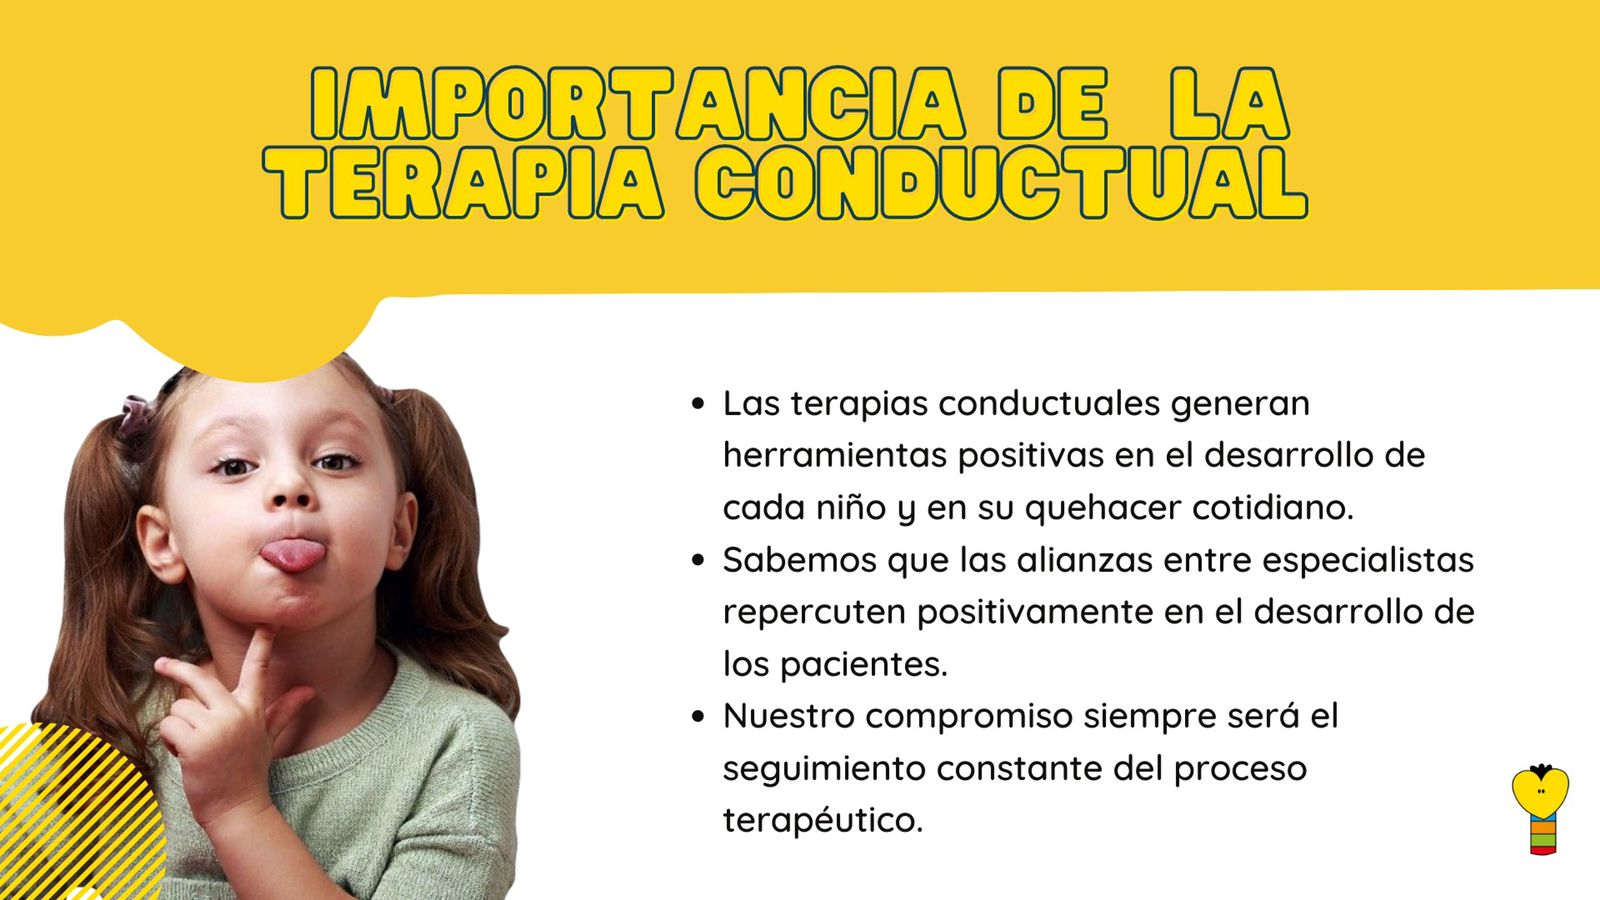 IMPORTANCIA DE LA
TERAPIA CONDUCTUAL
• Las terapias conductuales generan
herramientas positivas en el desarrollo de
cada niño y en su quehacer cotidiano.
• Sabemos que las alianzas entre especialistas
repercuten positivamente en el desarrollo de
los pacientes.
• Nuestro compromiso siempre será el
seguimiento constante del proceso
terapéutico.